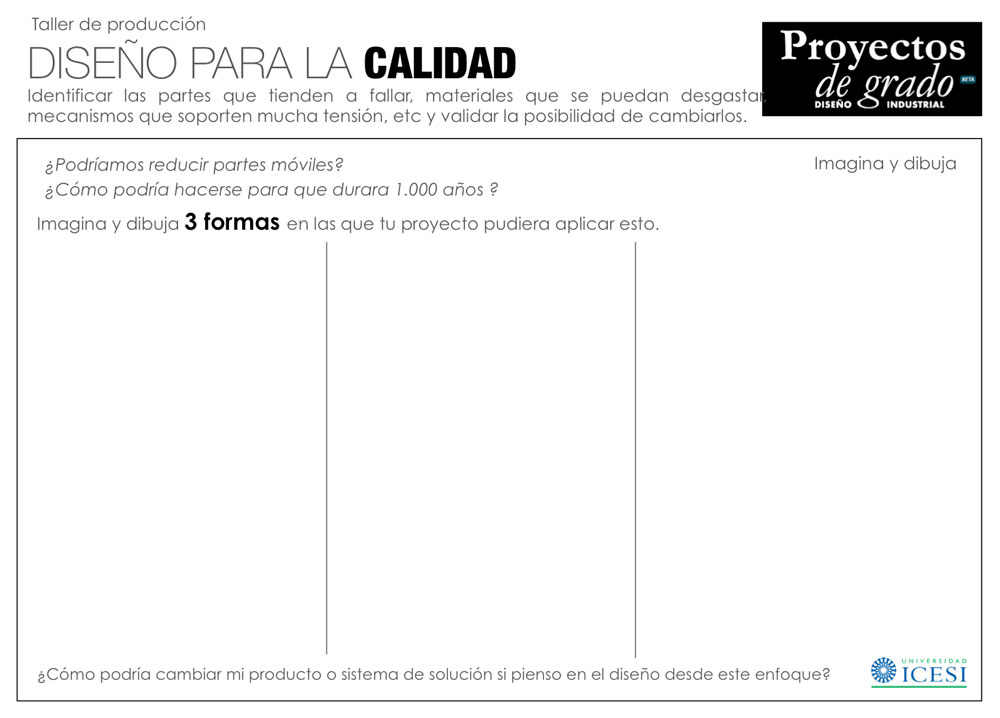 Taller de producción
DISEÑO PARA LA CALIDAD
Identificar las partes que tienden a fallar, materiales que se puedan desgastar,
mecanismos que soporten mucha tensión, etc y validar la posibilidad de cambiarlos.
Proyectos
de grado BETA
DISEÑO INDUSTRIAL
¿Podríamos reducir partes móviles?
Imagina y dibuja
¿Cómo podría hacerse para que durara 1.000 años ?
Imagina y dibuja 3 formas en las que tu proyecto pudiera aplicar esto.
¿Cómo podría cambiar mi producto o sistema de solución si pienso en el diseño desde este enfoque?
UNIVERSIDAD
ICESI